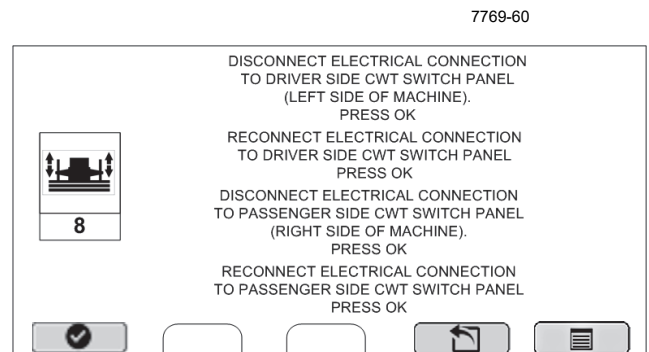 7769-60
DISCONNECT ELECTRICAL CONNECTION
TO DRIVER SIDE CWT SWITCH PANEL
(LEFT SIDE OF MACHINE).
PRESS OK
RECONNECT ELECTRICAL CONNECTION
TO DRIVER SIDE CWT SWITCH PANEL
PRESS OK
DISCONNECT ELECTRICAL CONNECTION
TO PASSENGER SIDE CWT SWITCH PANEL
(RIGHT SIDE OF MACHINE).
PRESS OK
RECONNECT ELECTRICAL CONNECTION
TO PASSENGER SIDE CWT SWITCH PANEL
PRESS OK
8